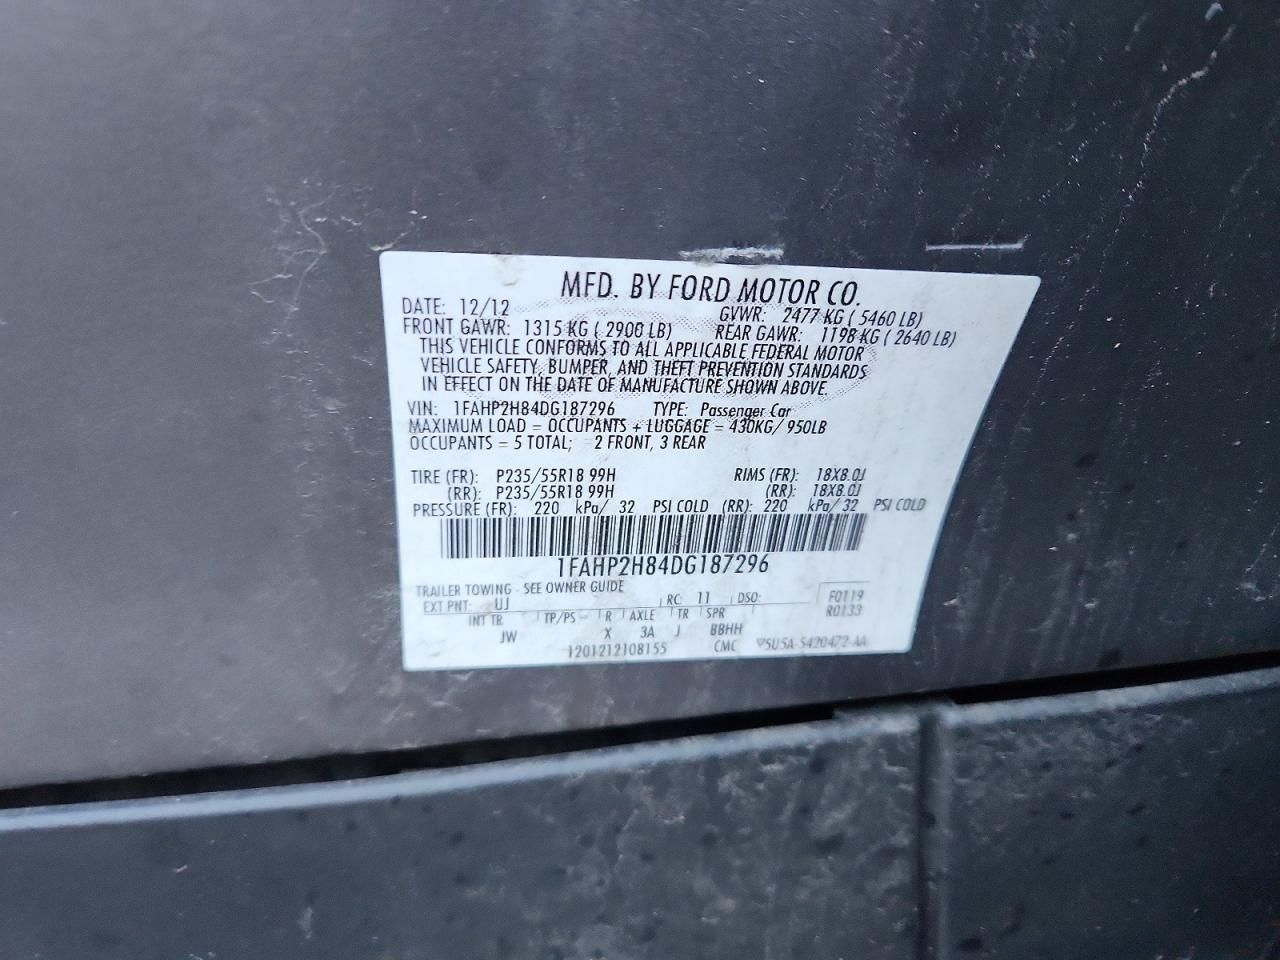 MFD. BY FORD MOTOR CO.
DATE: 12/12 GVWR: 2477 KG ( 5460 LB)
FRONT GAWR: 1315 KG ( 2900 LB) REAR GAWR: 1198 KG ( 2640 LB)
THIS VEHICLE CONFORMS TO ALL APPLICABLE FEDERAL MOTOR
VEHICLE SAFETY, BUMPER, AND THEFT PREVENTION STANDARDS
IN EFFECT ON THE DATE OF MANUFACTURE SHOWN ABOVE.
VIN: 1FAHP2H84DG187296 TYPE: Passenger Car
MAXIMUM LOAD = OCCUPANTS + LUGGAGE = 430KG/ 950LB
OCCUPANTS = 5 TOTAL; 2 FRONT, 3 REAR
TIRE (FR): P235/55R18 99H RIMS (FR): 18X8.0J
(RR): P235/55R18 99H (RR): 18X8.0J
PRESSURE (FR): 220 kPa/ 32 PSI COLD (RR): 220 kPa/ 32 PSI COLD
1FAHP2H84DG187296
TRAILER TOWING - SEE OWNER GUIDE
EXT PNT: UJ RC: 11 DSO: F0119
INT TR TP/PS R AXLE TR SPR R0133
JW X 3A J BBHH
1201212108155 CMC 5USA-5420472-AA